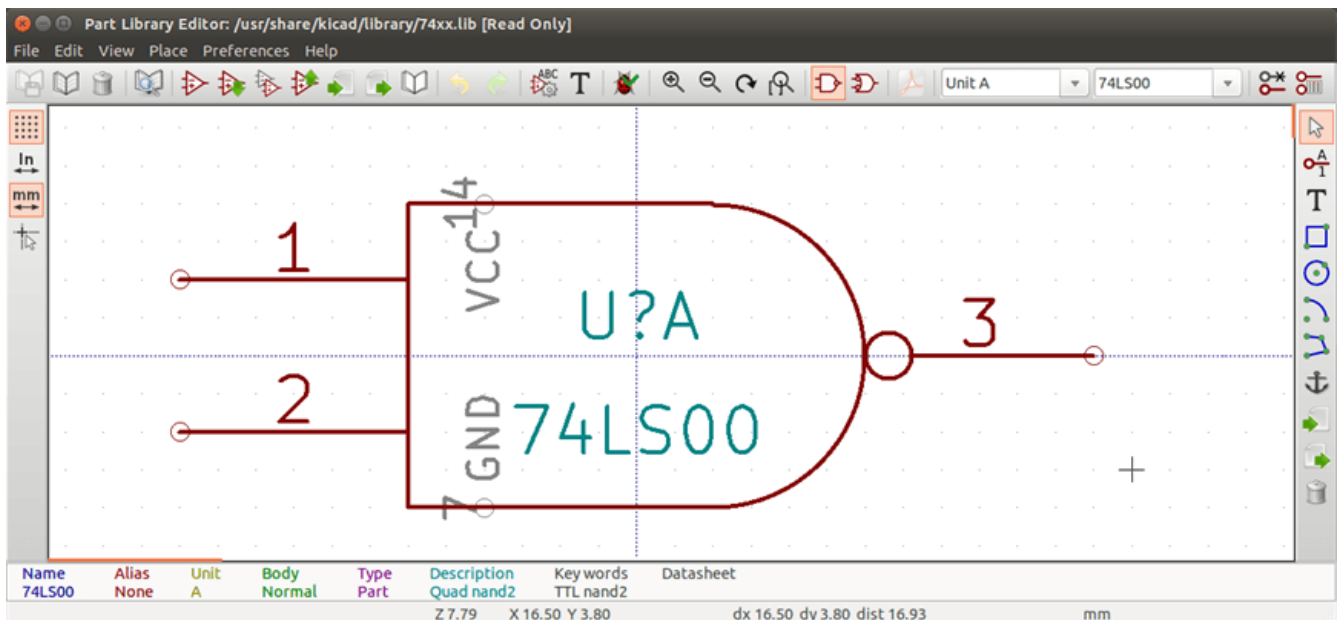 Part Library Editor: /usr/share/kicad/library/74xx.lib [Read Only]
File Edit View Place Preferences Help
ABC T Unit A 74LS00
In
mm
A
1
T
14
VCC
1
U?A
3
2
GND
74LS00
7
Name Alias Unit Body Type Description Key words Datasheet
74LS00 None A Normal Part Quad nand2 TTL nand2
Z 7.79 X 16.50 Y 3.80 dx 16.50 dy 3.80 dist 16.93 mm